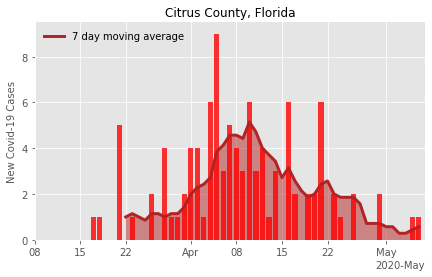 Citrus County, Florida
7 day moving average
New Covid-19 Cases
8
6
4
2
0
08 15 22 Apr 08 15 22 May
2020-May